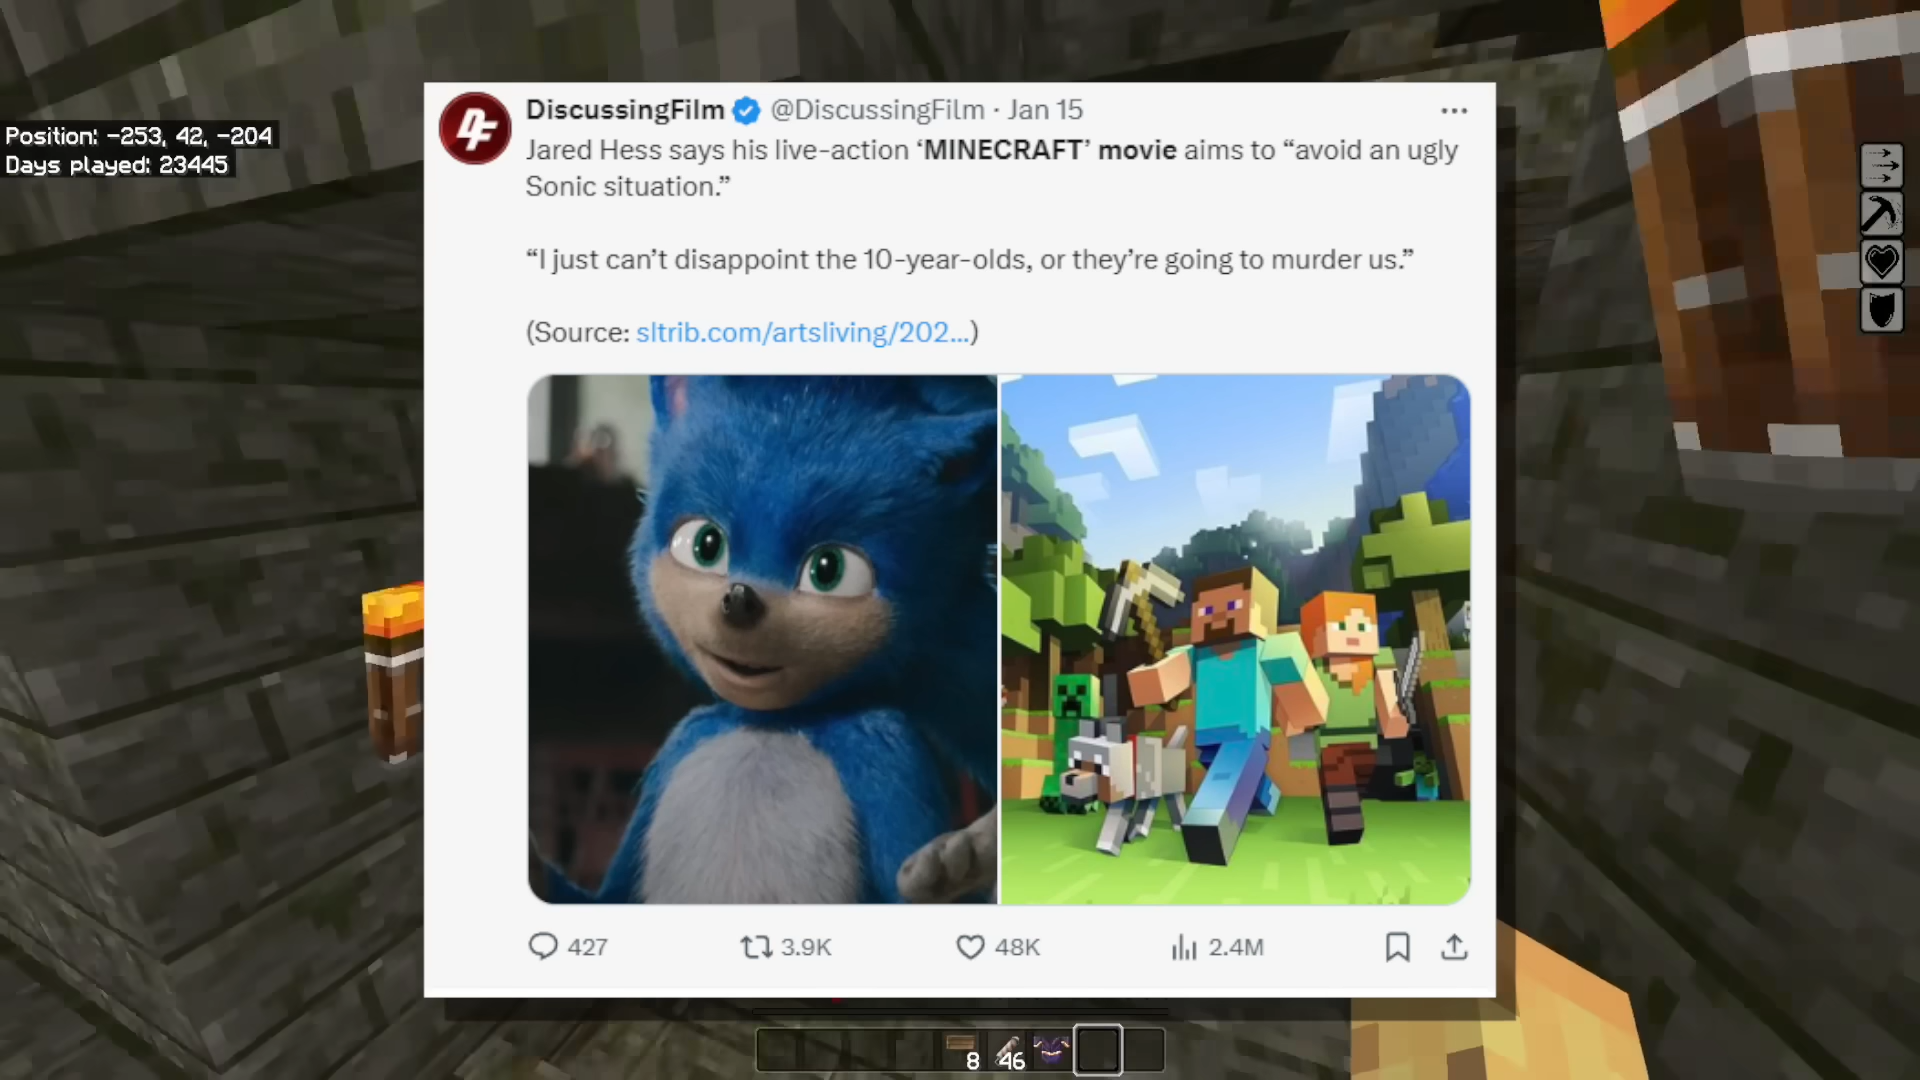 Position: -253, 42, -204
Days played: 23445
DF
DiscussingFilm @DiscussingFilm · Jan 15
Jared Hess says his live-action ‘MINECRAFT’ movie aims to “avoid an ugly
Sonic situation.”
“I just can’t disappoint the 10-year-olds, or they’re going to murder us.”
(Source: sltrib.com/artsliving/202...)
427 3.9K 48K 2.4M
8 46